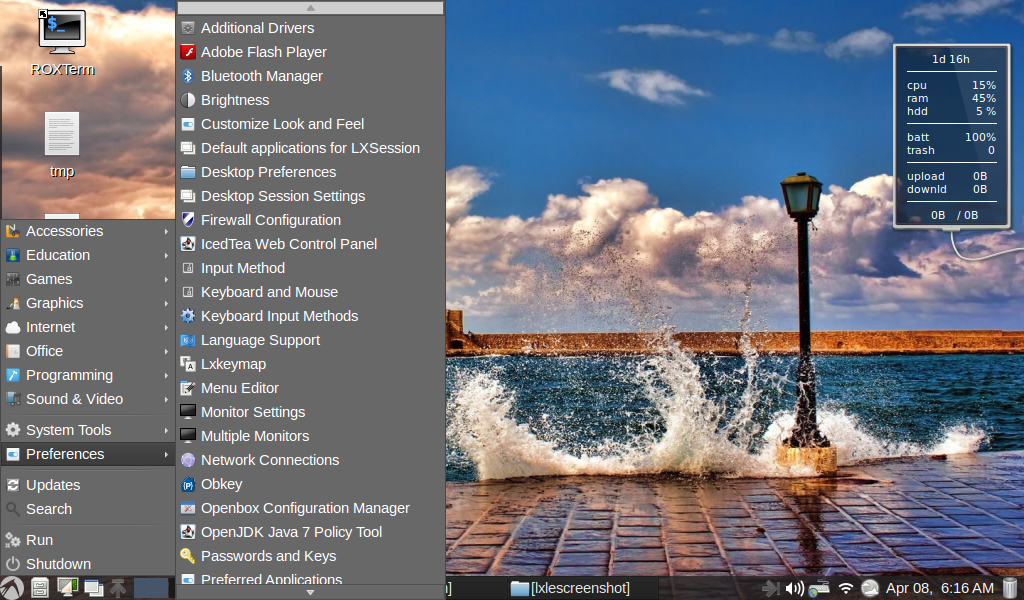 ROXTerm
tmp
Accessories
Education
Games
Graphics
Internet
Office
Programming
Sound & Video
System Tools
Preferences
Updates
Search
Run
Shutdown
Additional Drivers
Adobe Flash Player
Bluetooth Manager
Brightness
Customize Look and Feel
Default applications for LXSession
Desktop Preferences
Desktop Session Settings
Firewall Configuration
IcedTea Web Control Panel
Input Method
Keyboard and Mouse
Keyboard Input Methods
Language Support
Lxkeymap
Menu Editor
Monitor Settings
Multiple Monitors
Network Connections
Obkey
Openbox Configuration Manager
OpenJDK Java 7 Policy Tool
Passwords and Keys
Preferred Applications
1d 16h
cpu 15%
ram 45%
hdd 5 %
batt 100%
trash 0
upload 0B
downld 0B
0B / 0B
[lxlescreenshot]
Apr 08, 6:16 AM